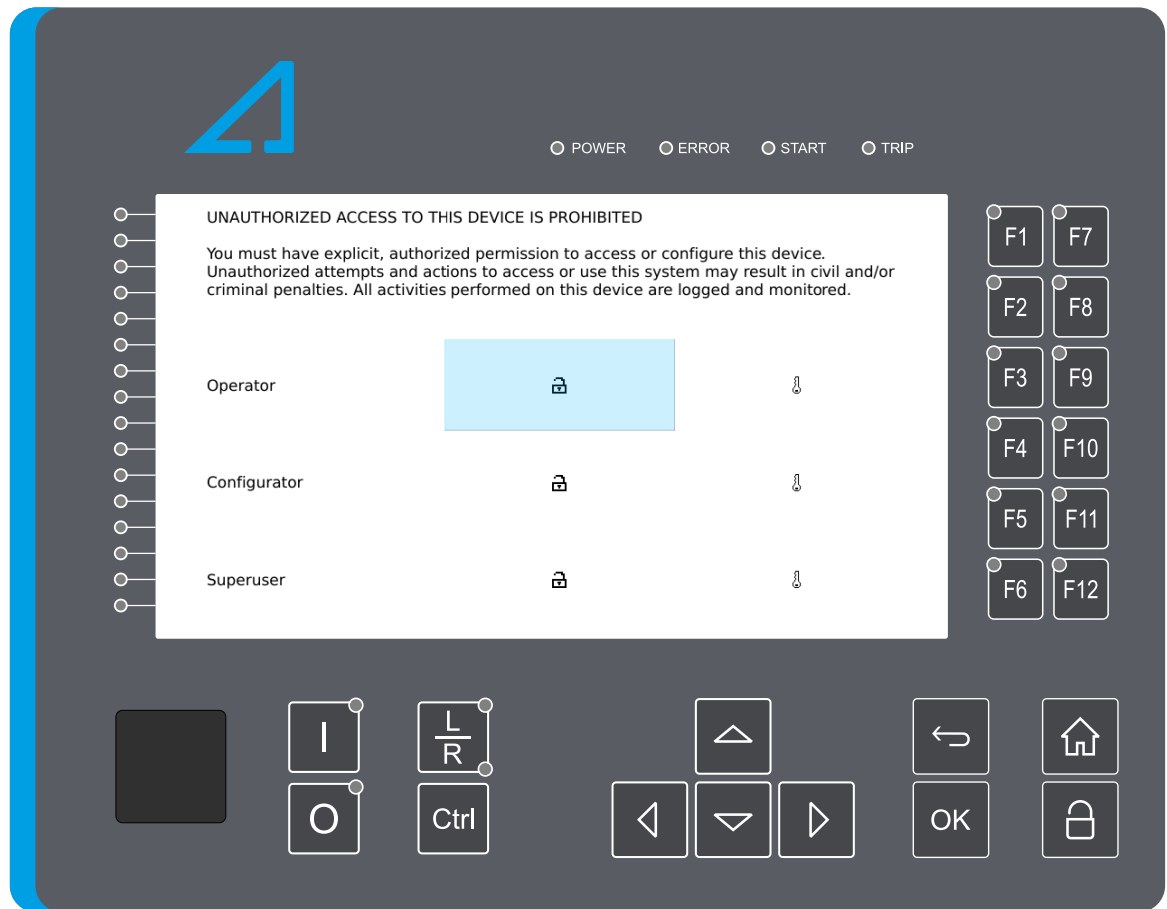 POWER ERROR START TRIP
UNAUTHORIZED ACCESS TO THIS DEVICE IS PROHIBITED
You must have explicit, authorized permission to access or configure this device.
Unauthorized attempts and actions to access or use this system may result in civil and/or
criminal penalties. All activities performed on this device are logged and monitored.
Operator
Configurator
Superuser
F1 F7
F2 F8
F3 F9
F4 F10
F5 F11
F6 F12
I
L
R
O
Ctrl
OK